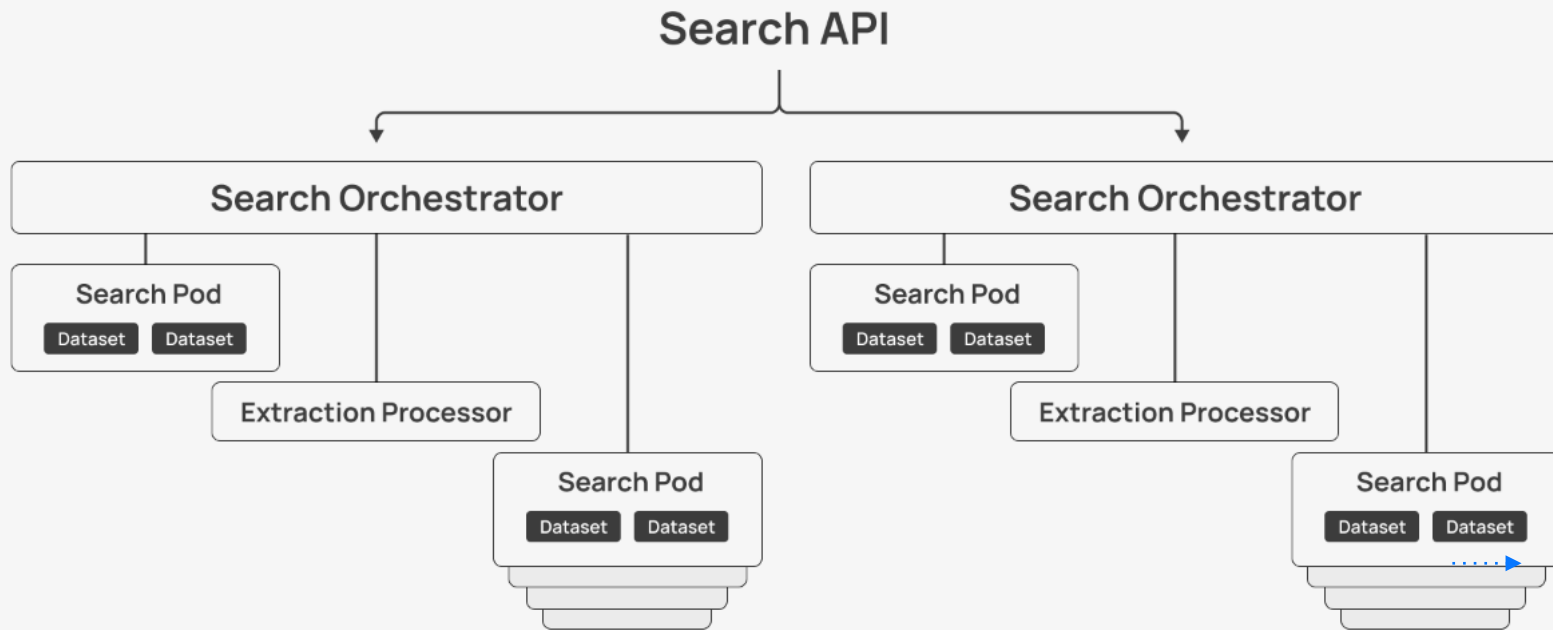 Search API
Search Orchestrator
Search Orchestrator
Search Pod
Dataset Dataset
Search Pod
Dataset Dataset
Extraction Processor
Extraction Processor
Search Pod
Dataset Dataset
Search Pod
Dataset Dataset